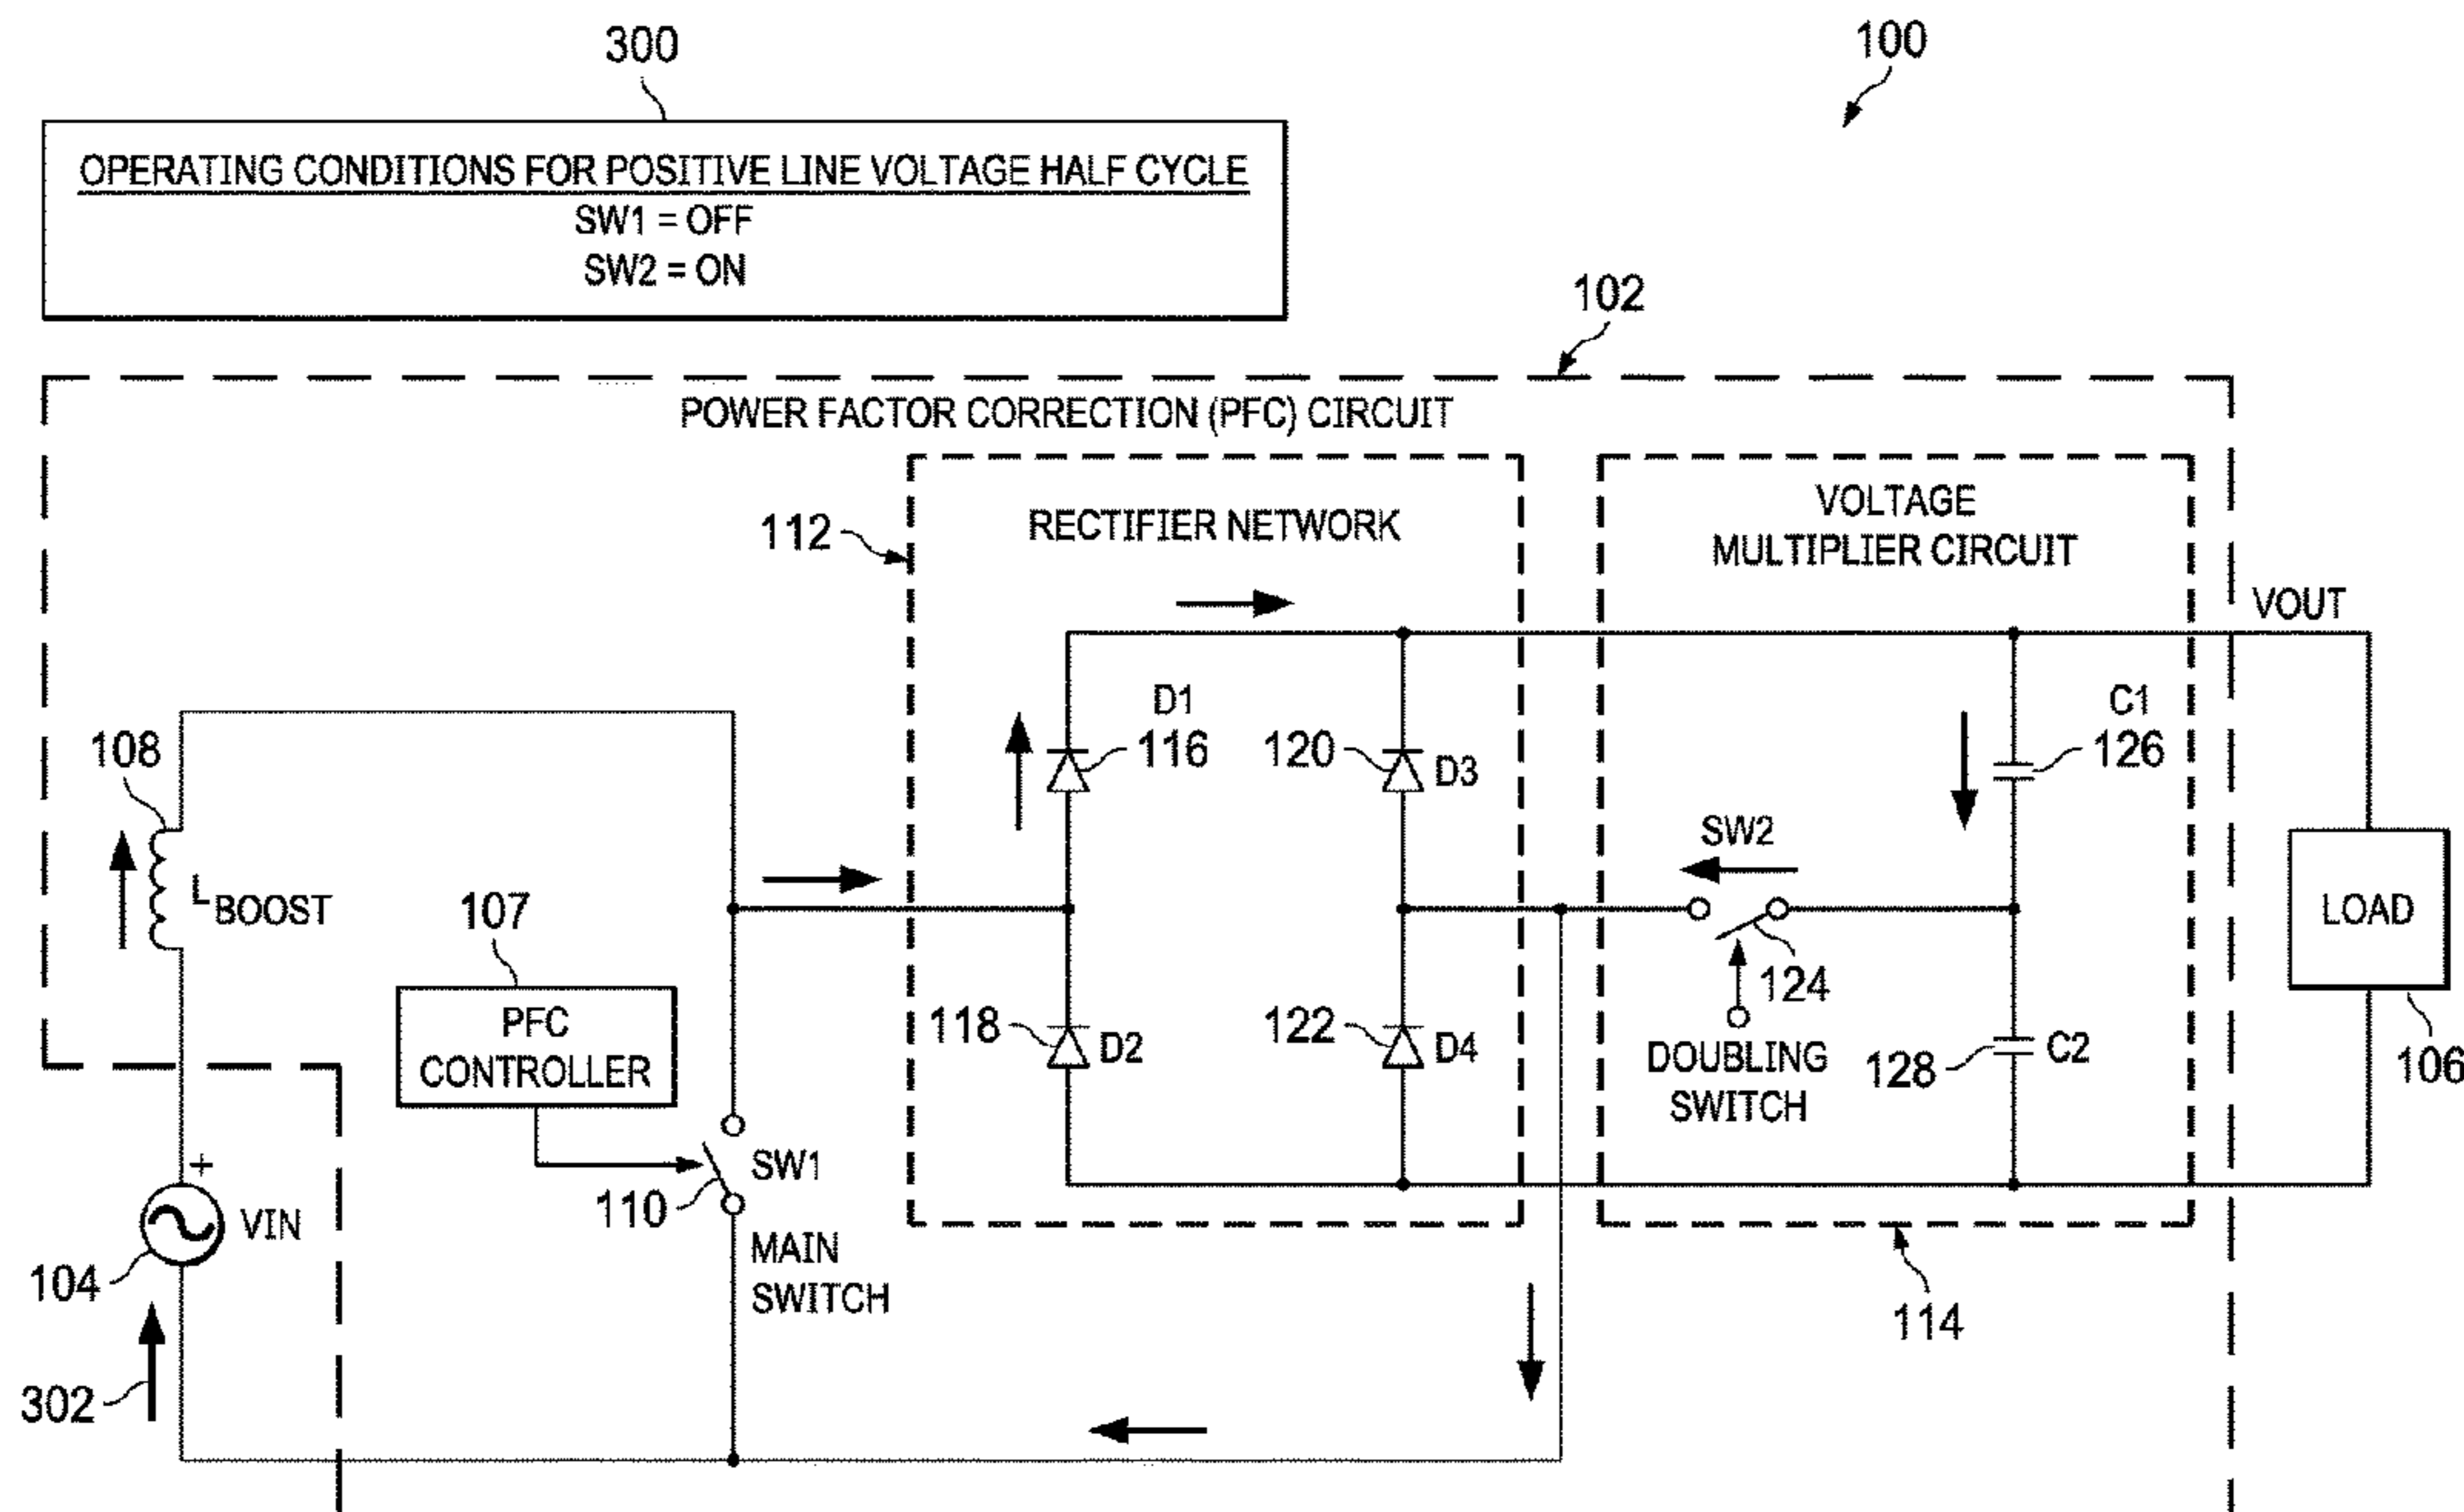 300
100
OPERATING CONDITIONS FOR POSITIVE LINE VOLTAGE HALF CYCLE
SW1 = OFF
SW2 = ON
102
POWER FACTOR CORRECTION (PFC) CIRCUIT
112
RECTIFIER NETWORK
VOLTAGE
MULTIPLIER CIRCUIT
VOUT
108
D1
116
120
D3
C1
126
LBOOST
SW2
LOAD
107
PFC
CONTROLLER
118
D2
122
D4
124
DOUBLING
SWITCH
128
C2
106
+
SW1
110
VIN
104
MAIN
SWITCH
114
302